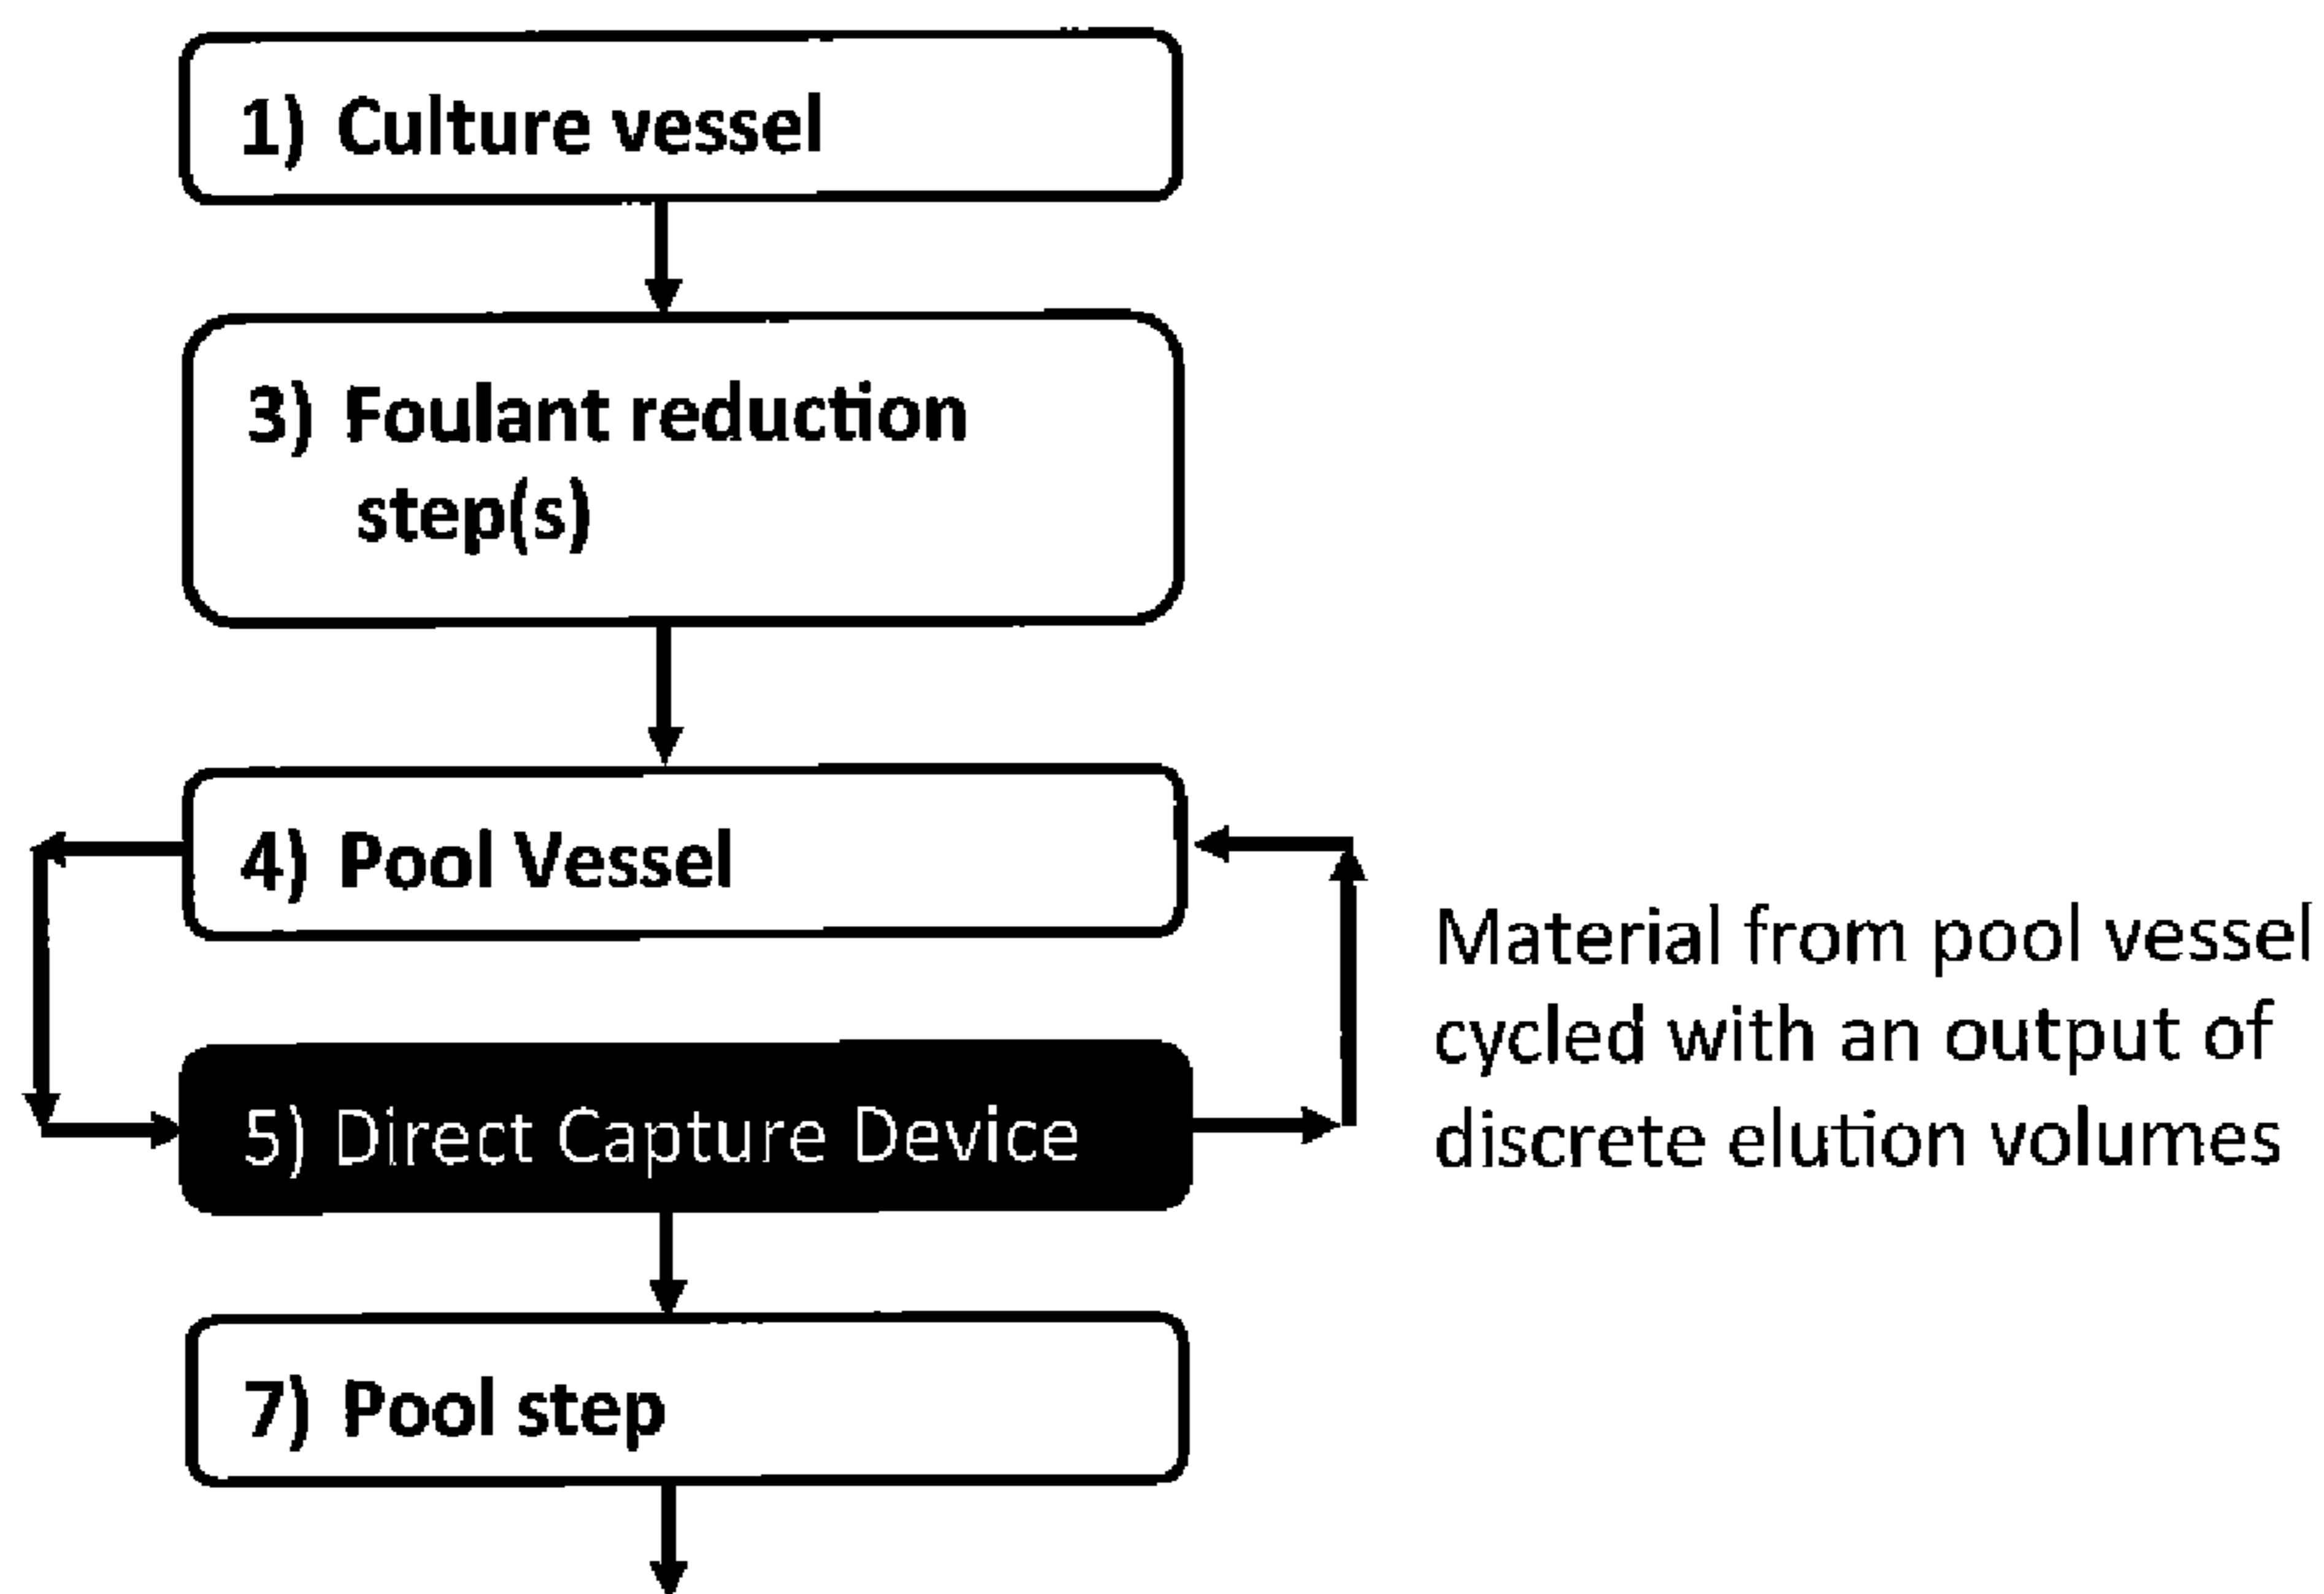 1) Culture vessel
3) Foulant reduction
step(s)
4) Pool Vessel
Material from pool vessel
cycled with an output of
discrete elution volumes
5) Direct Capture Device
7) Pool step